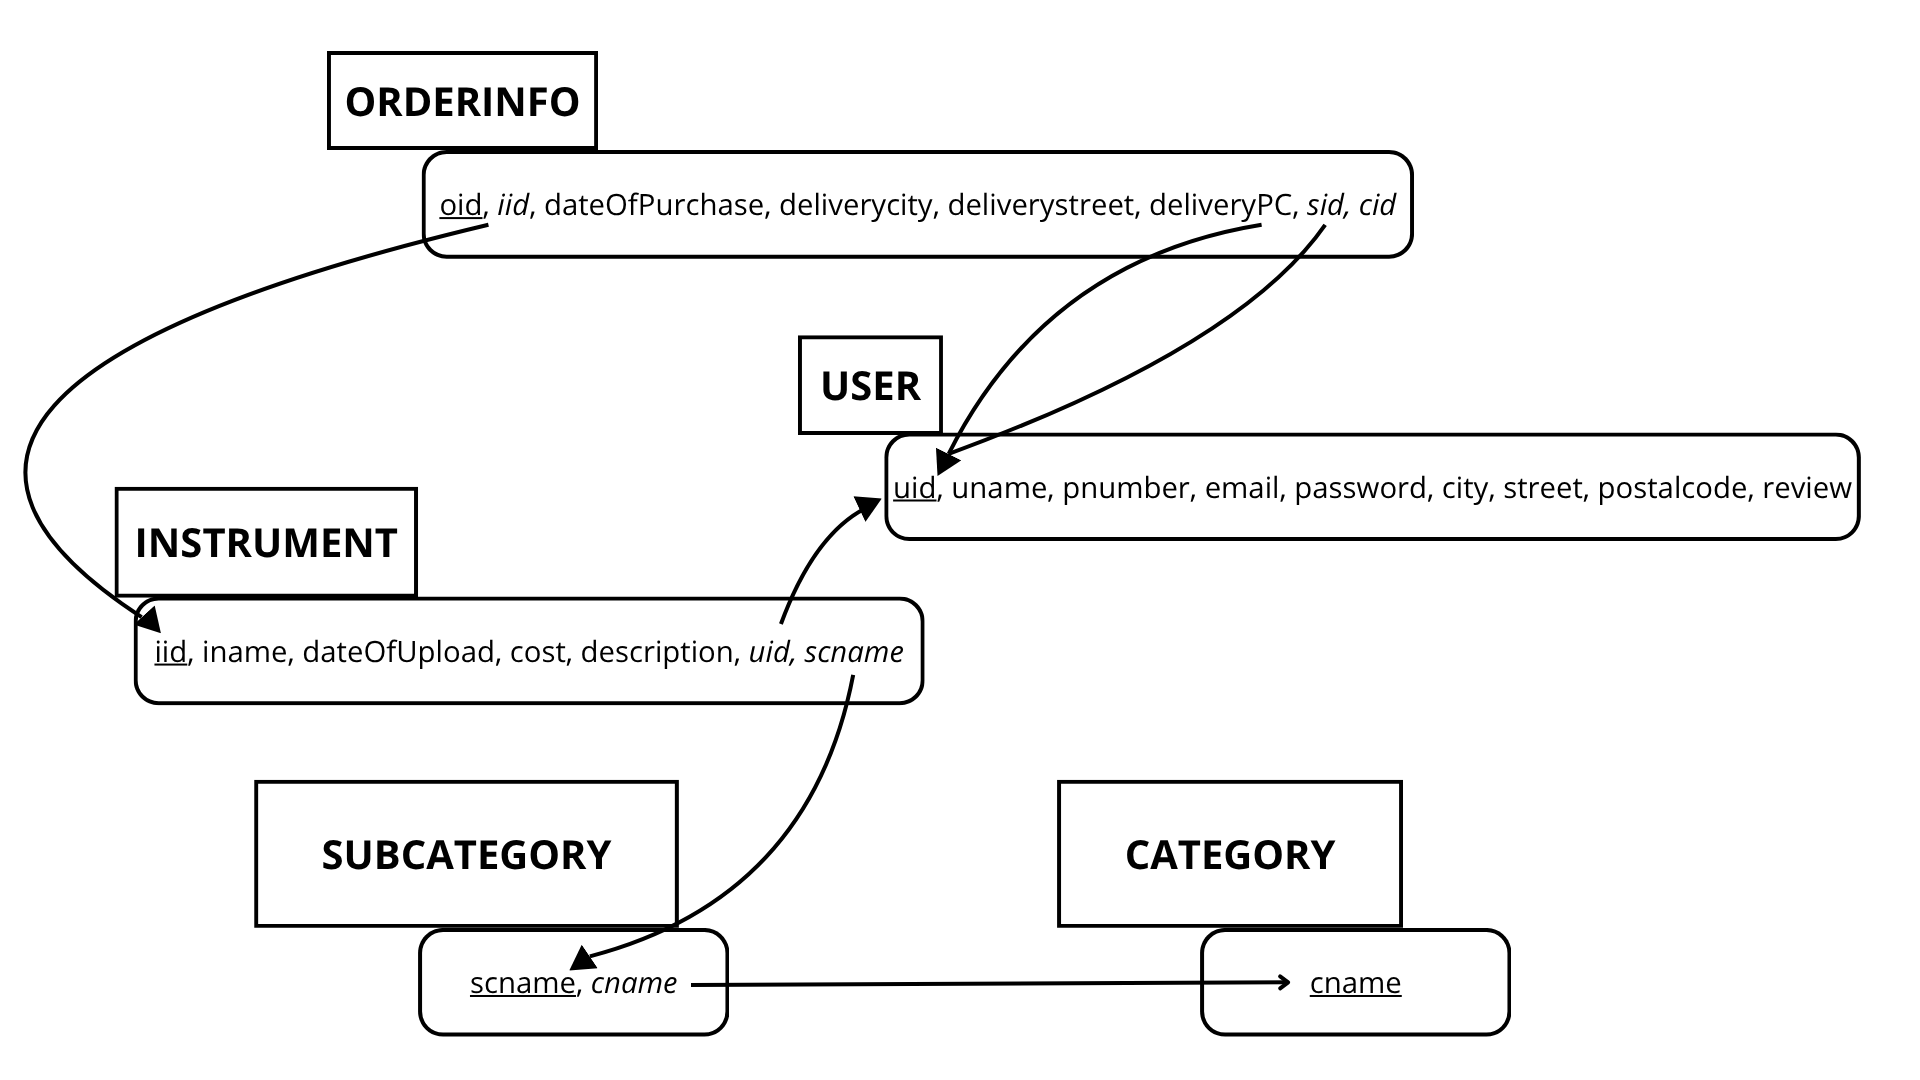 ORDERINFO
oid, iid, dateOfPurchase, deliverycity, deliverystreet, deliveryPC, sid, cid
USER
uid, uname, pnumber, email, password, city, street, postalcode, review
INSTRUMENT
iid, iname, dateOfUpload, cost, description, uid, scname
SUBCATEGORY
scname, cname
CATEGORY
cname